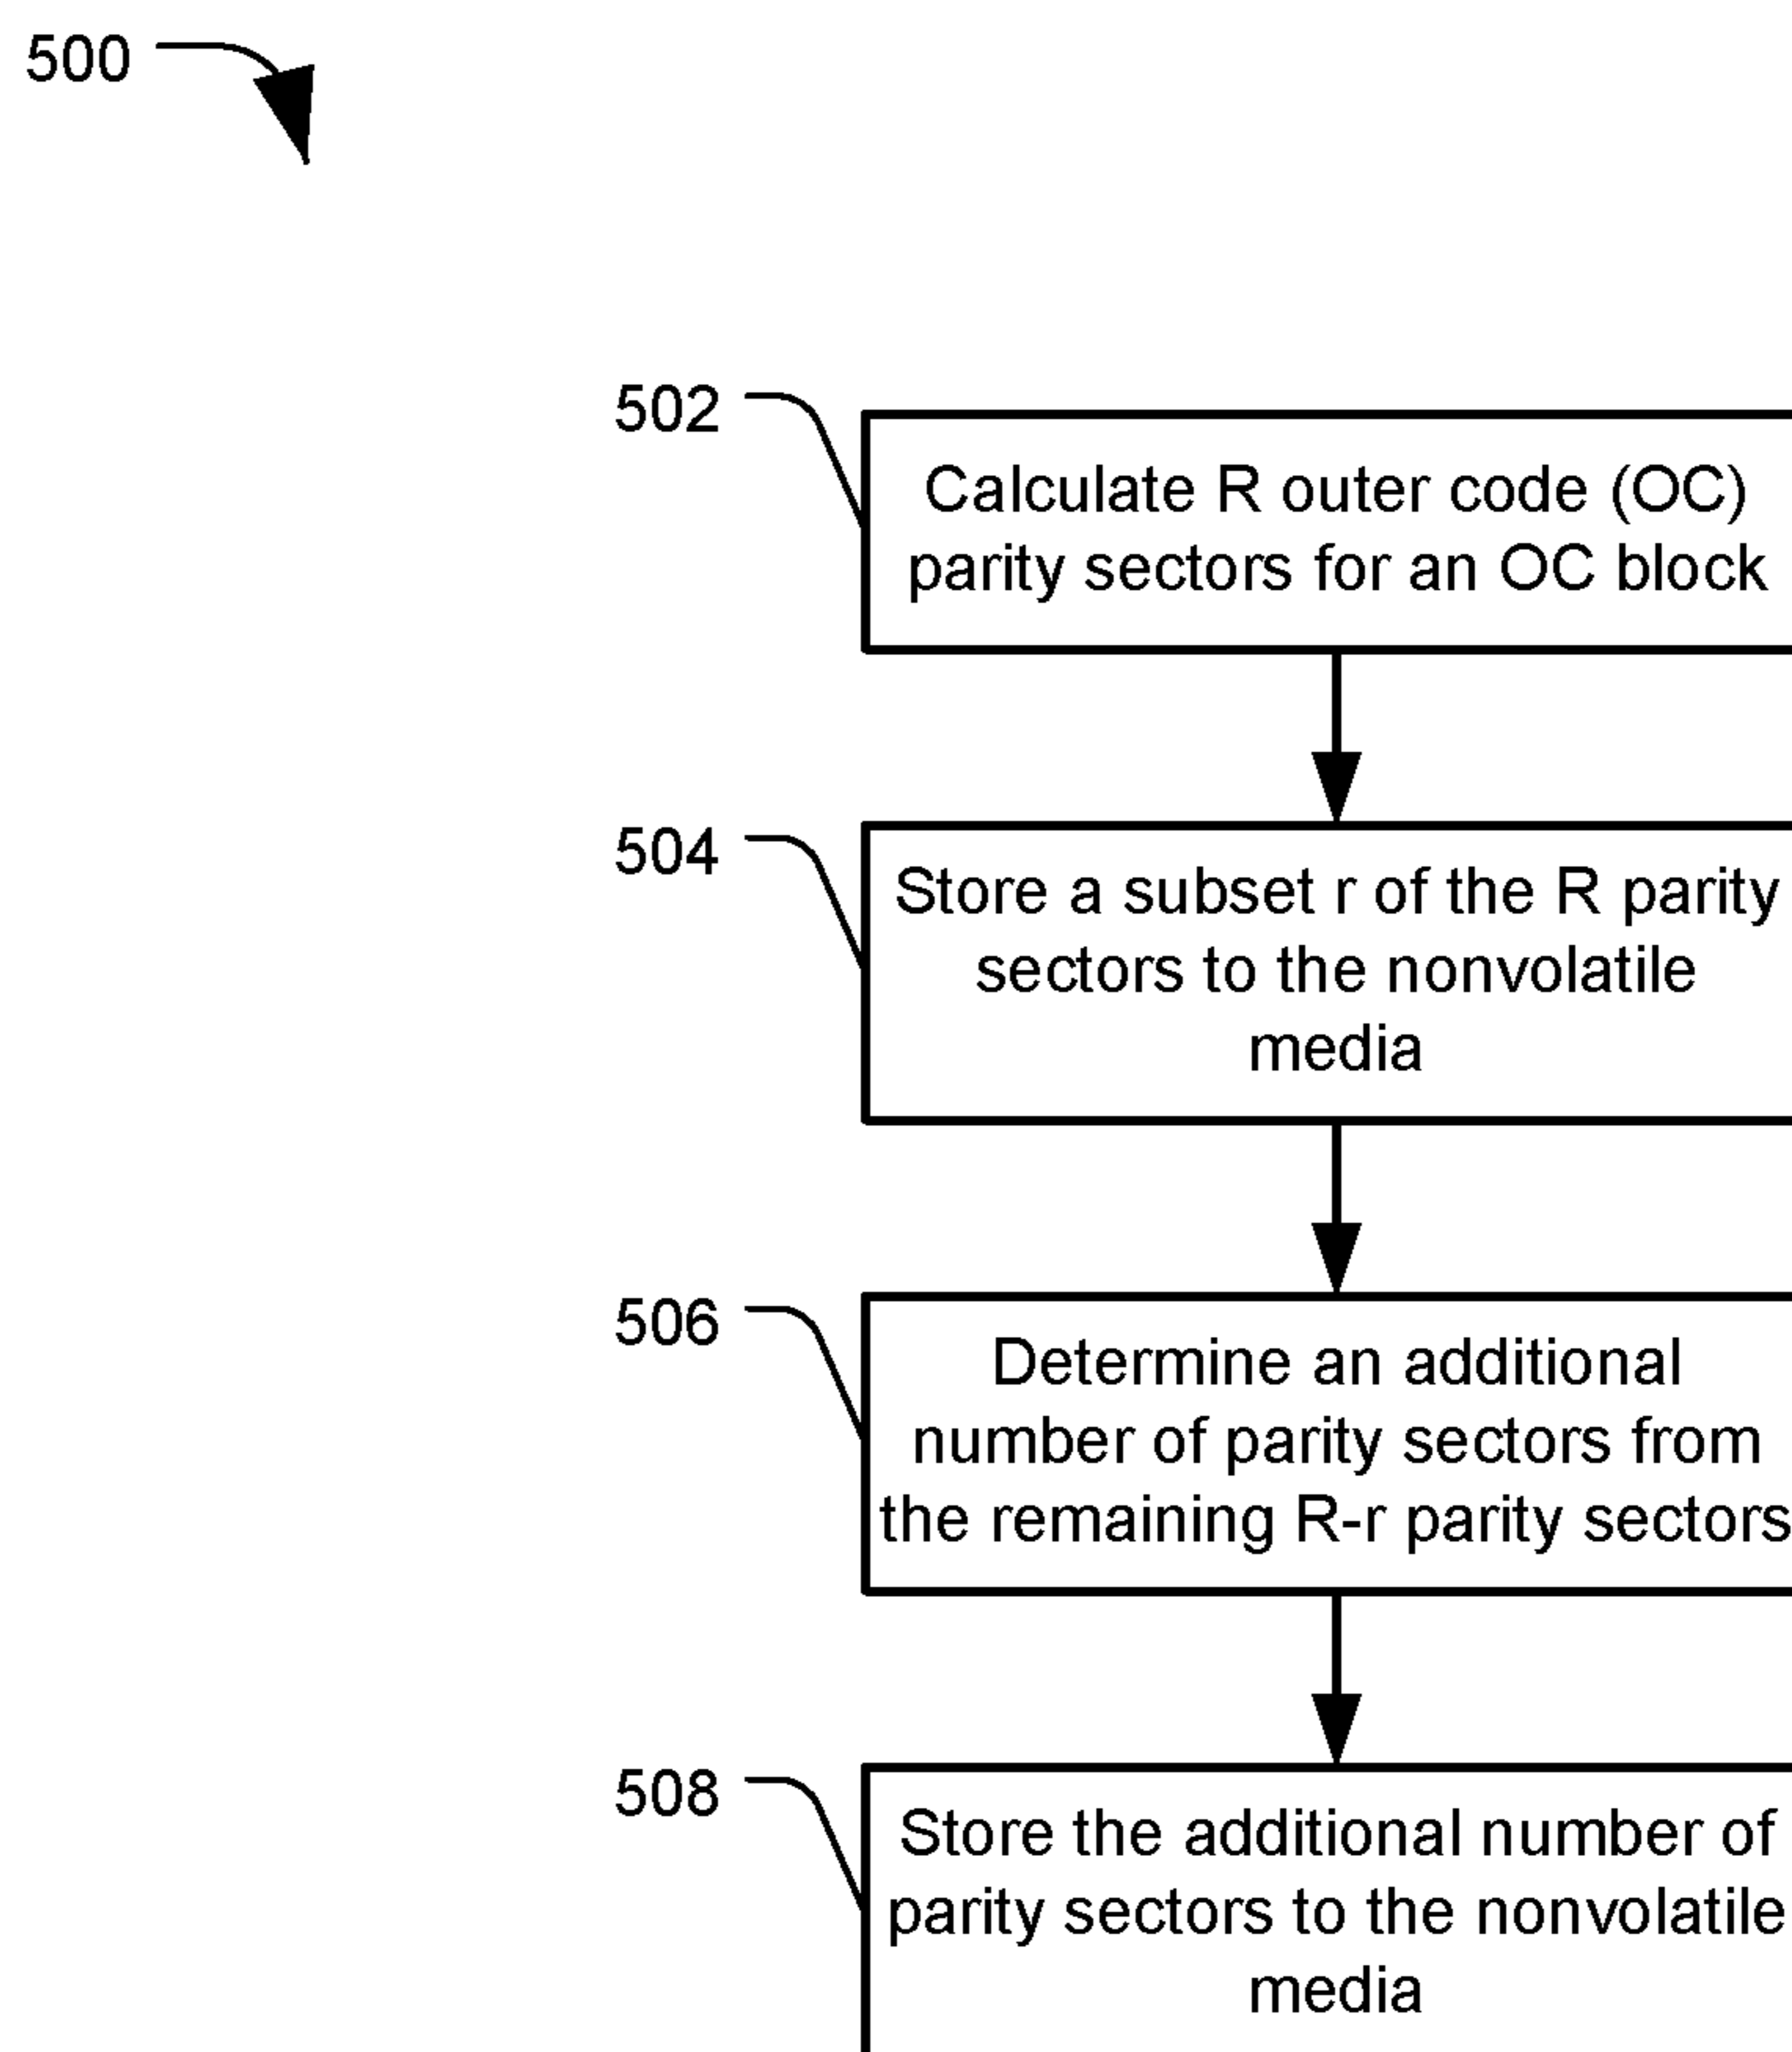 500
502
Calculate R outer code (OC)
parity sectors for an OC block
504
Store a subset r of the R parity
sectors to the nonvolatile
media
506
Determine an additional
number of parity sectors from
the remaining R-r parity sectors
508
Store the additional number of
parity sectors to the nonvolatile
media